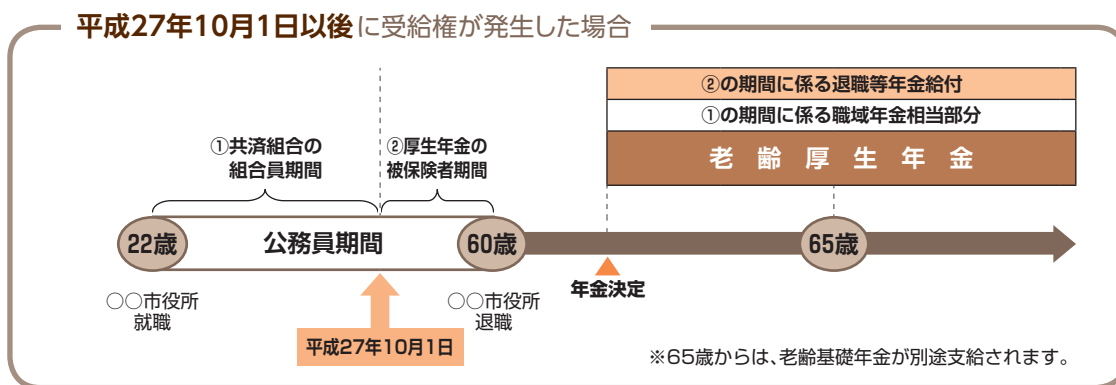 平成27年10月1日以後に受給権が発生した場合
②の期間に係る退職等年金給付
①の期間に係る職域年金相当部分
老齢厚生年金
①共済組合の
組合員期間
②厚生年金の
被保険者期間
22歳
公務員期間
60歳
65歳
年金決定
○○市役所
就職
○○市役所
退職
平成27年10月1日
※65歳からは、老齢基礎年金が別途支給されます。